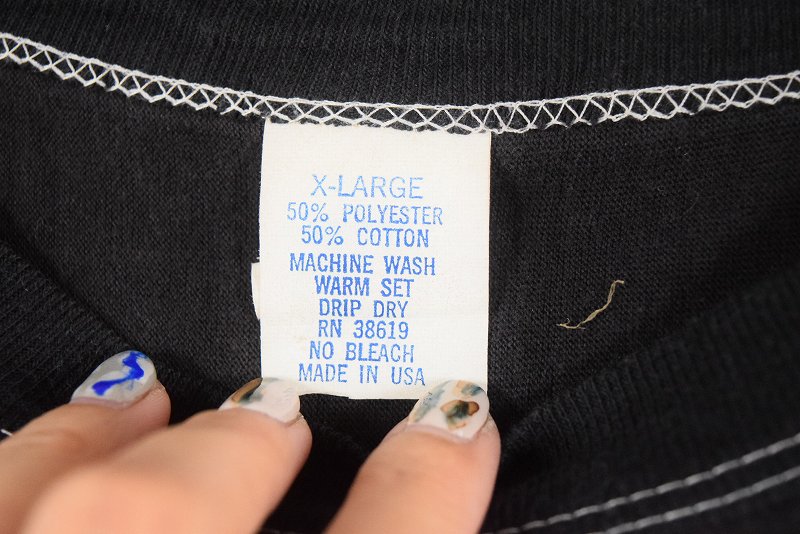 X-LARGE
50% POLYESTER
50% COTTON
MACHINE WASH
WARM SET
DRIP DRY
RN 38619
NO BLEACH
MADE IN USA